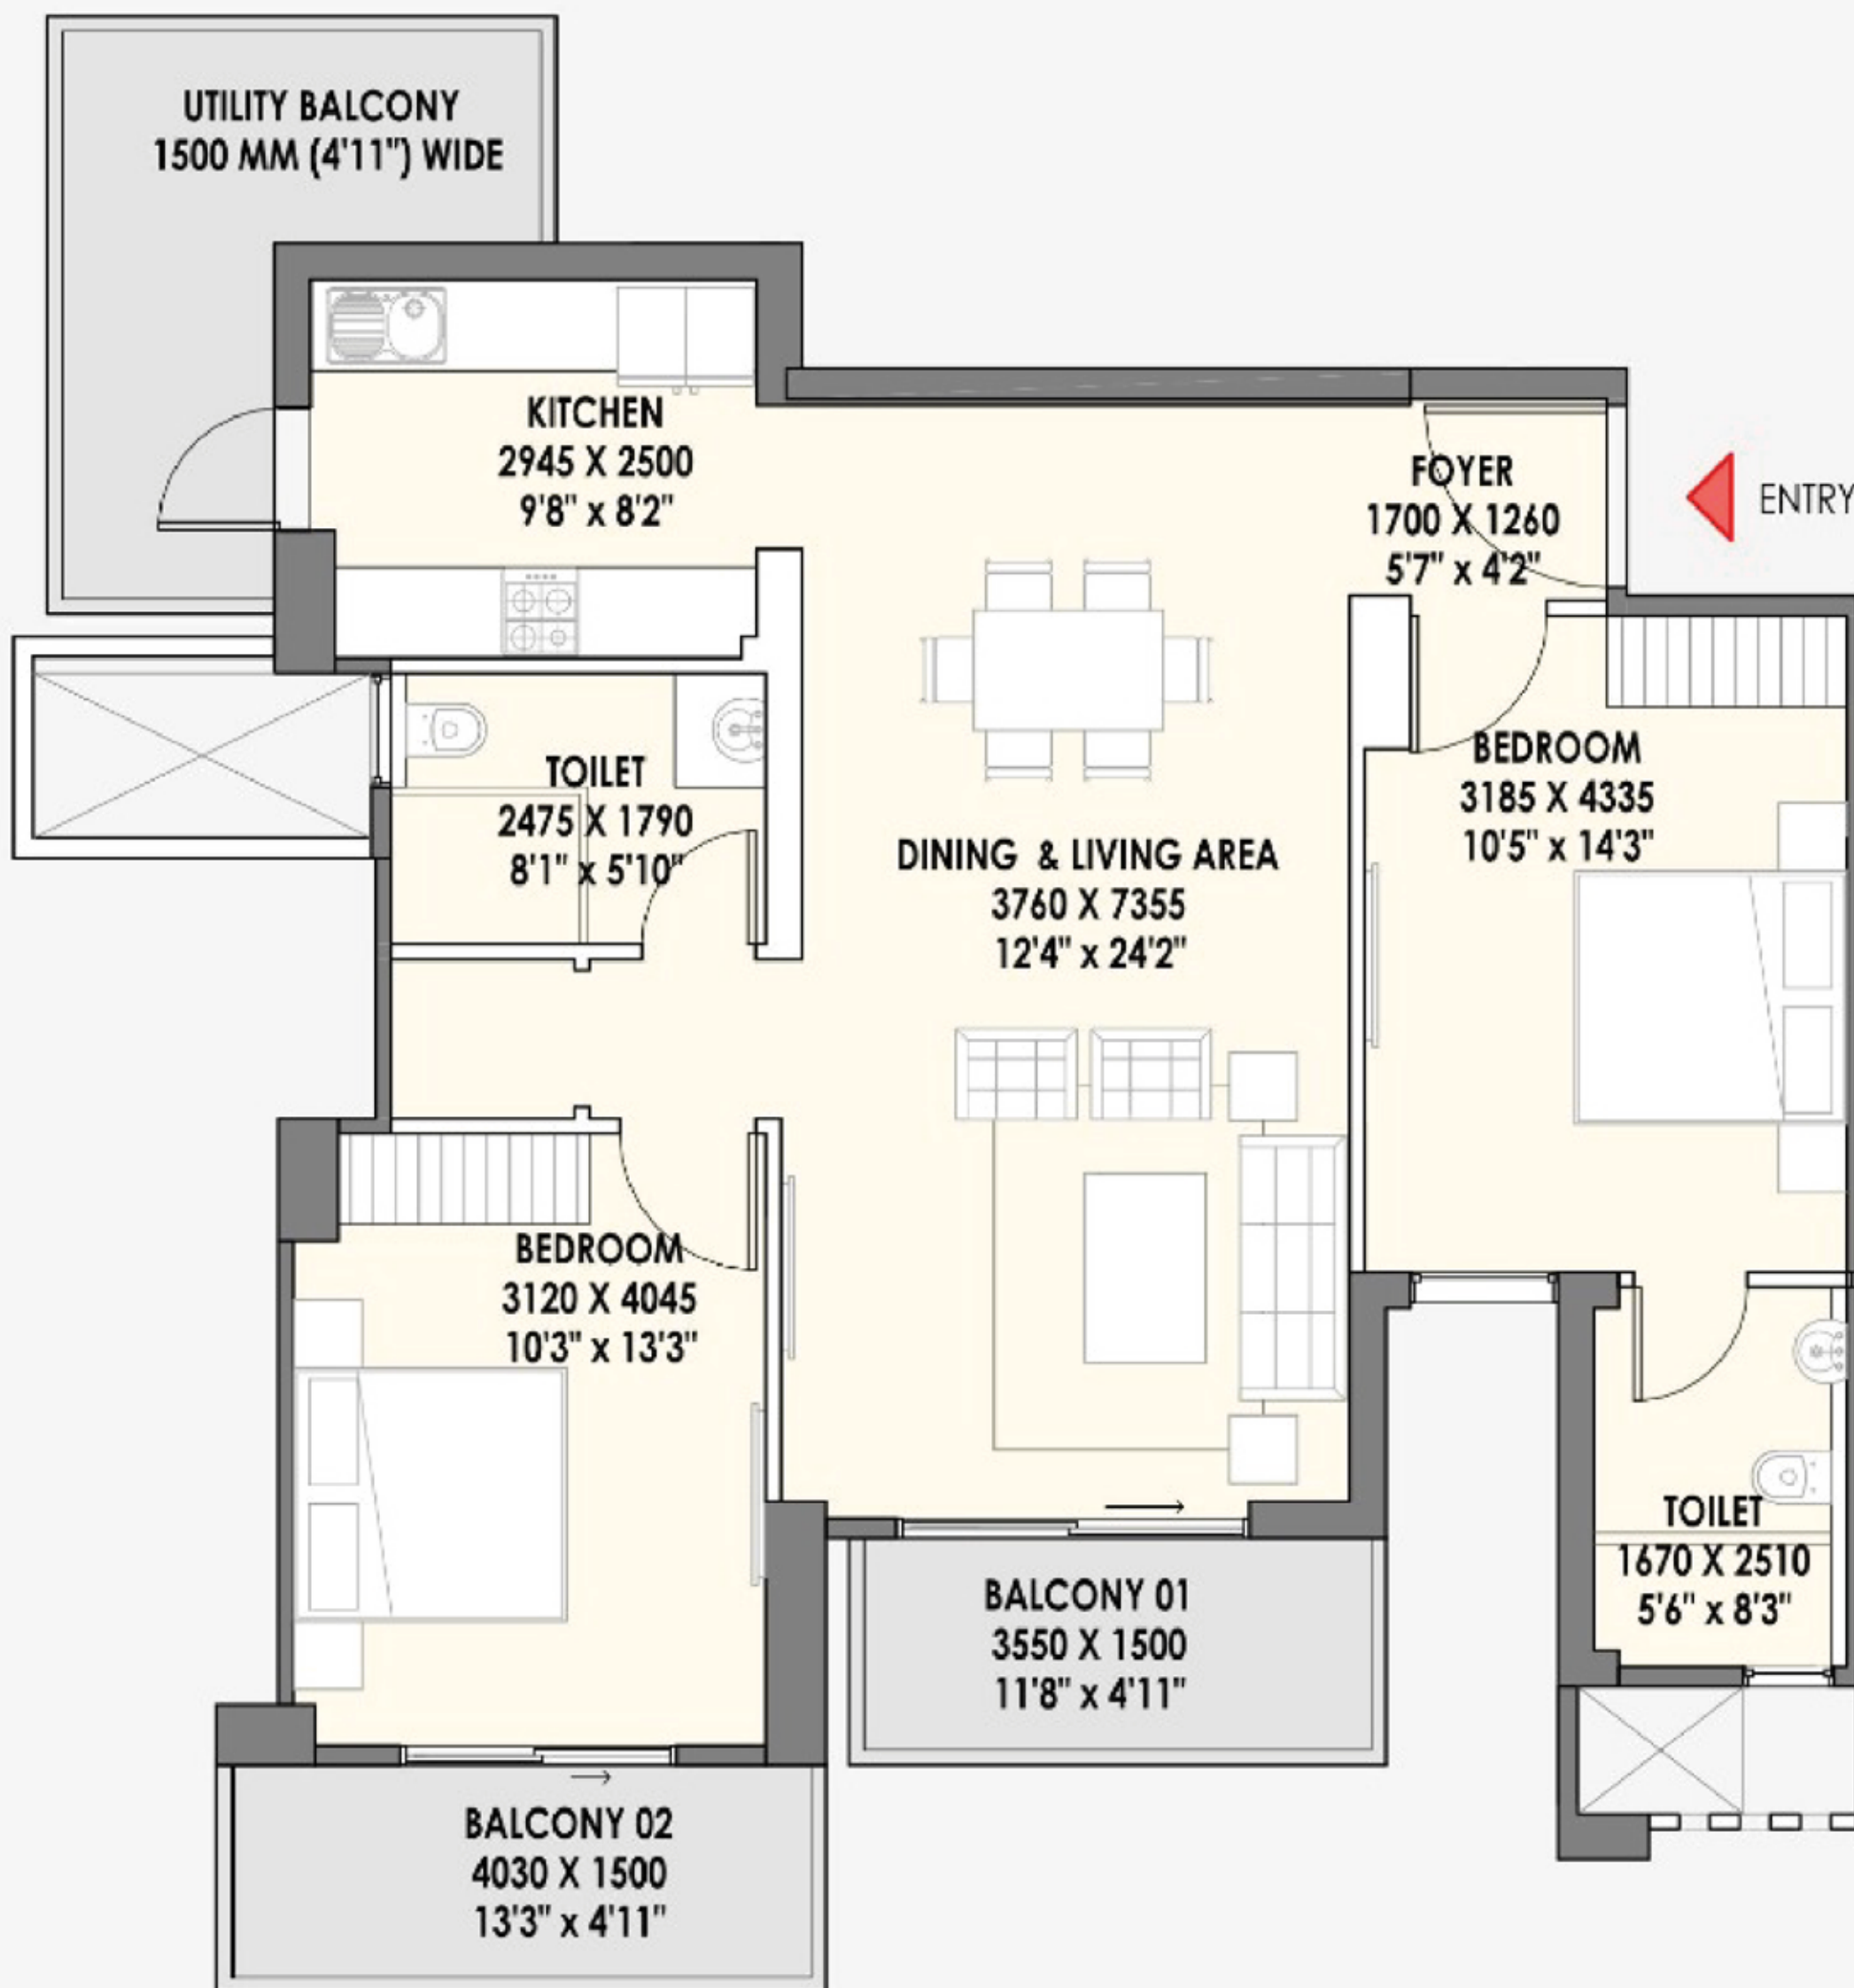 UTILITY BALCONY
1500 MM (4'11") WIDE
KITCHEN
2945 X 2500
9'8" x 8'2"
FOYER
1700 X 1260
5'7" x 4'2"
ENTRY
TOILET
2475 X 1790
8'1" x 5'10"
DINING & LIVING AREA
3760 X 7355
12'4" x 24'2"
BEDROOM
3185 X 4335
10'5" x 14'3"
BEDROOM
3120 X 4045
10'3" x 13'3"
TOILET
1670 X 2510
5'6" x 8'3"
BALCONY 01
3550 X 1500
11'8" x 4'11"
BALCONY 02
4030 X 1500
13'3" x 4'11"